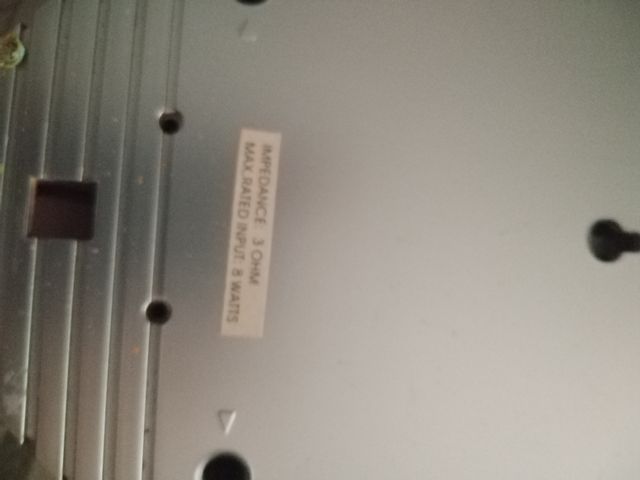 IMPEDANCE: 3 OHM
MAX.RATED INPUT: 8 WATTS